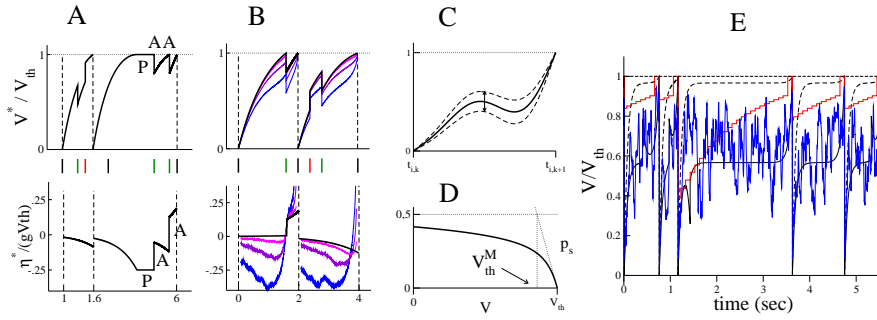 A
B
C
D
E
V* / Vth
1
0
A A
P
η* /(gVth)
0
-.25
A
A
P
1
1.6
6
1
0
.25
0
-.25
0
2
4
1
0
ti,k
ti,k+1
0,5
0
VthM
ps
0
V
Vth
V/Vth
1
0.8
0.6
0.4
0.2
0
0
1
2
3
4
5
time (sec)